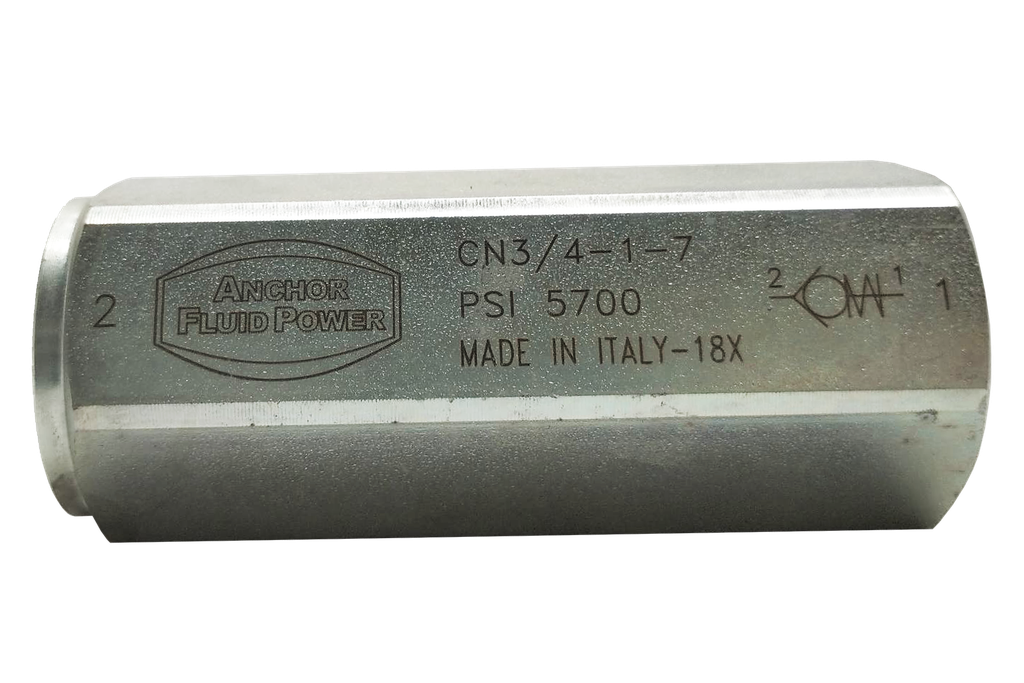 2
ANCHOR
FLUID POWER
CN3/4-1-7
PSI 5700
MADE IN ITALY-18X
2 1
1